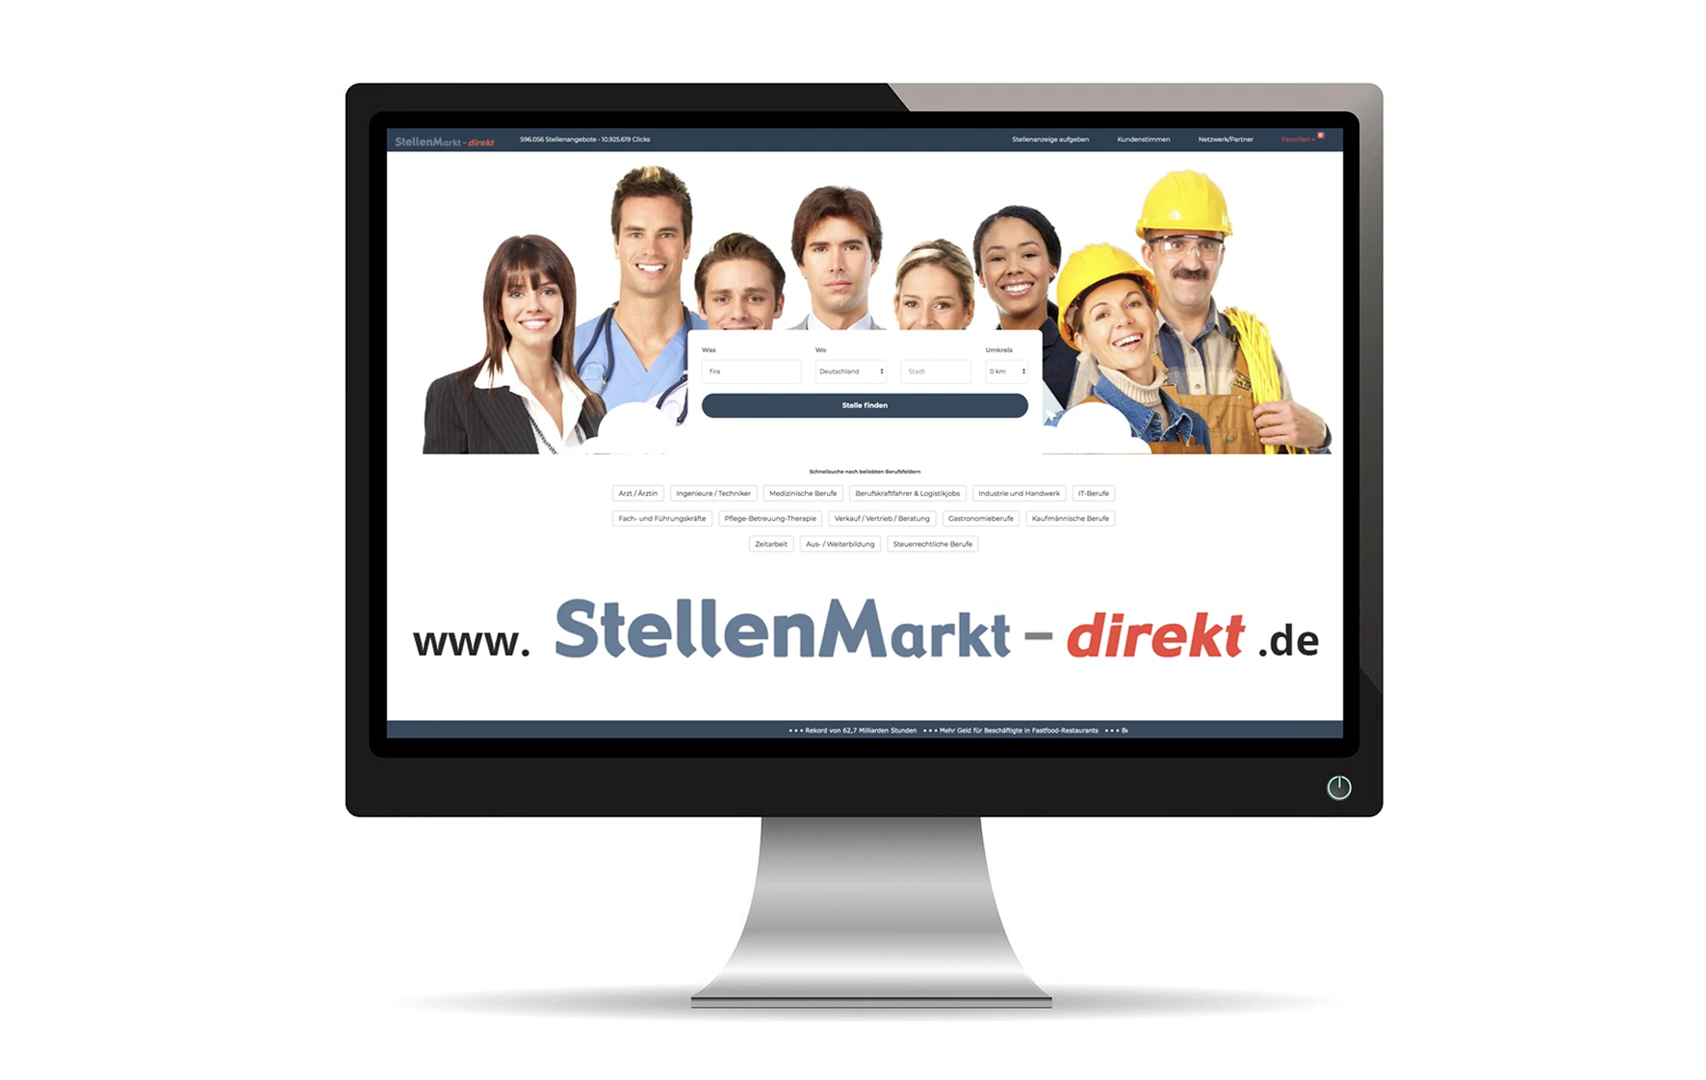 StellenMarkt - direkt 596.056 Stellenangebote • 10.925.619 Clicks Stellenanzeige aufgeben Kundenstimmen Netzwerk/Partner Favoriten
Was Wo Umkreis
fira Deutschland Stadt 0 km
Stelle finden
Schnellsuche nach beliebten Berufsfeldern
Arzt / Ärztin Ingenieure / Techniker Medizinische Berufe Berufskraftfahrer & Logistikjobs Industrie und Handwerk IT-Berufe
Fach- und Führungskräfte Pflege-Betreuung-Therapie Verkauf / Vertrieb / Beratung Gastronomieberufe Kaufmännische Berufe
Zeitarbeit Aus- / Weiterbildung Steuerrechtliche Berufe
www. StellenMarkt - direkt .de
• • • Rekord von 62,7 Milliarden Stunden • • • Mehr Geld für Beschäftigte in Fastfood-Restaurants • • • Be